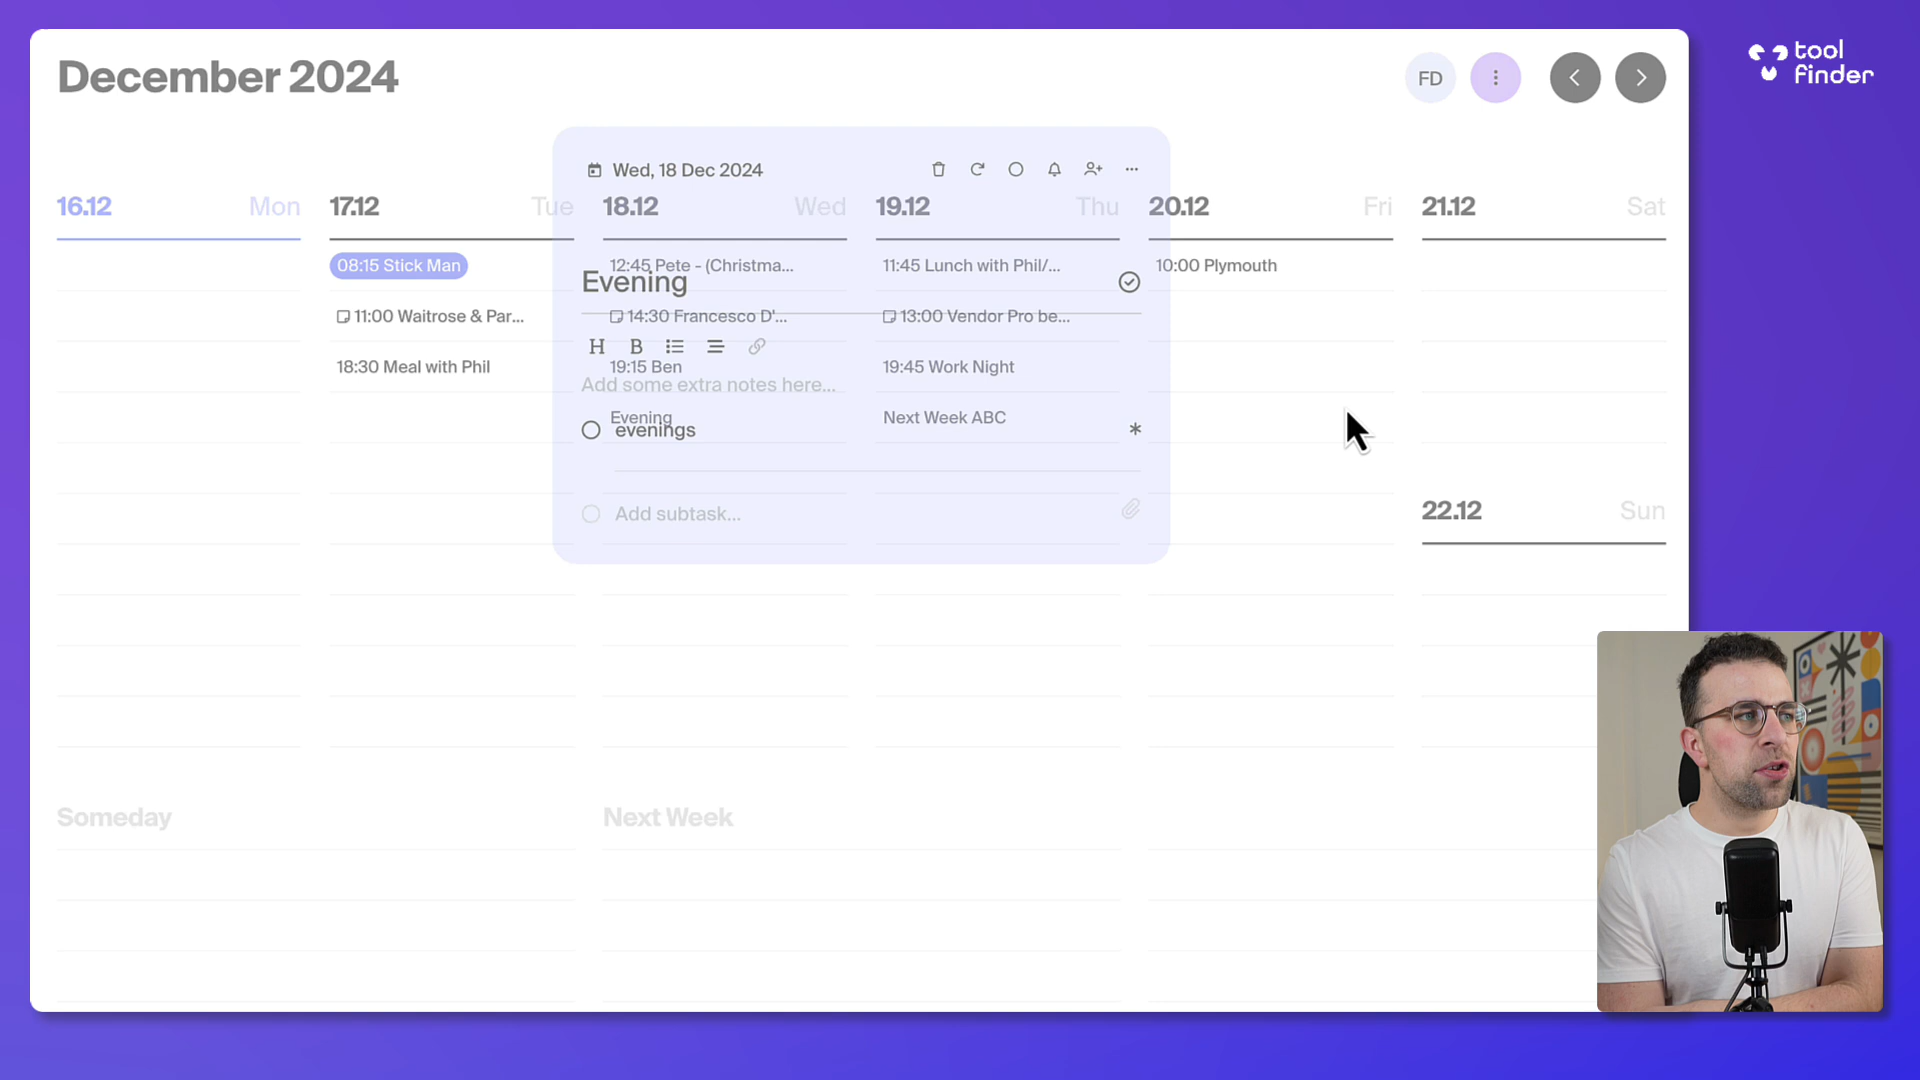 December 2024
FD
tool
finder
Wed, 18 Dec 2024
16.12 Mon
17.12 Tue
18.12 Wed
19.12 Thu
20.12 Fri
21.12 Sat
08:15 Stick Man
11:00 Waitrose & Par...
18:30 Meal with Phil
12:45 Pete - (Christma...
Evening
14:30 Francesco D'...
H B
19:15 Ben
Add some extra notes here...
Evening
evenings
Add subtask...
11:45 Lunch with Phil/...
13:00 Vendor Pro be...
19:45 Work Night
Next Week ABC
10:00 Plymouth
22.12 Sun
Someday
Next Week